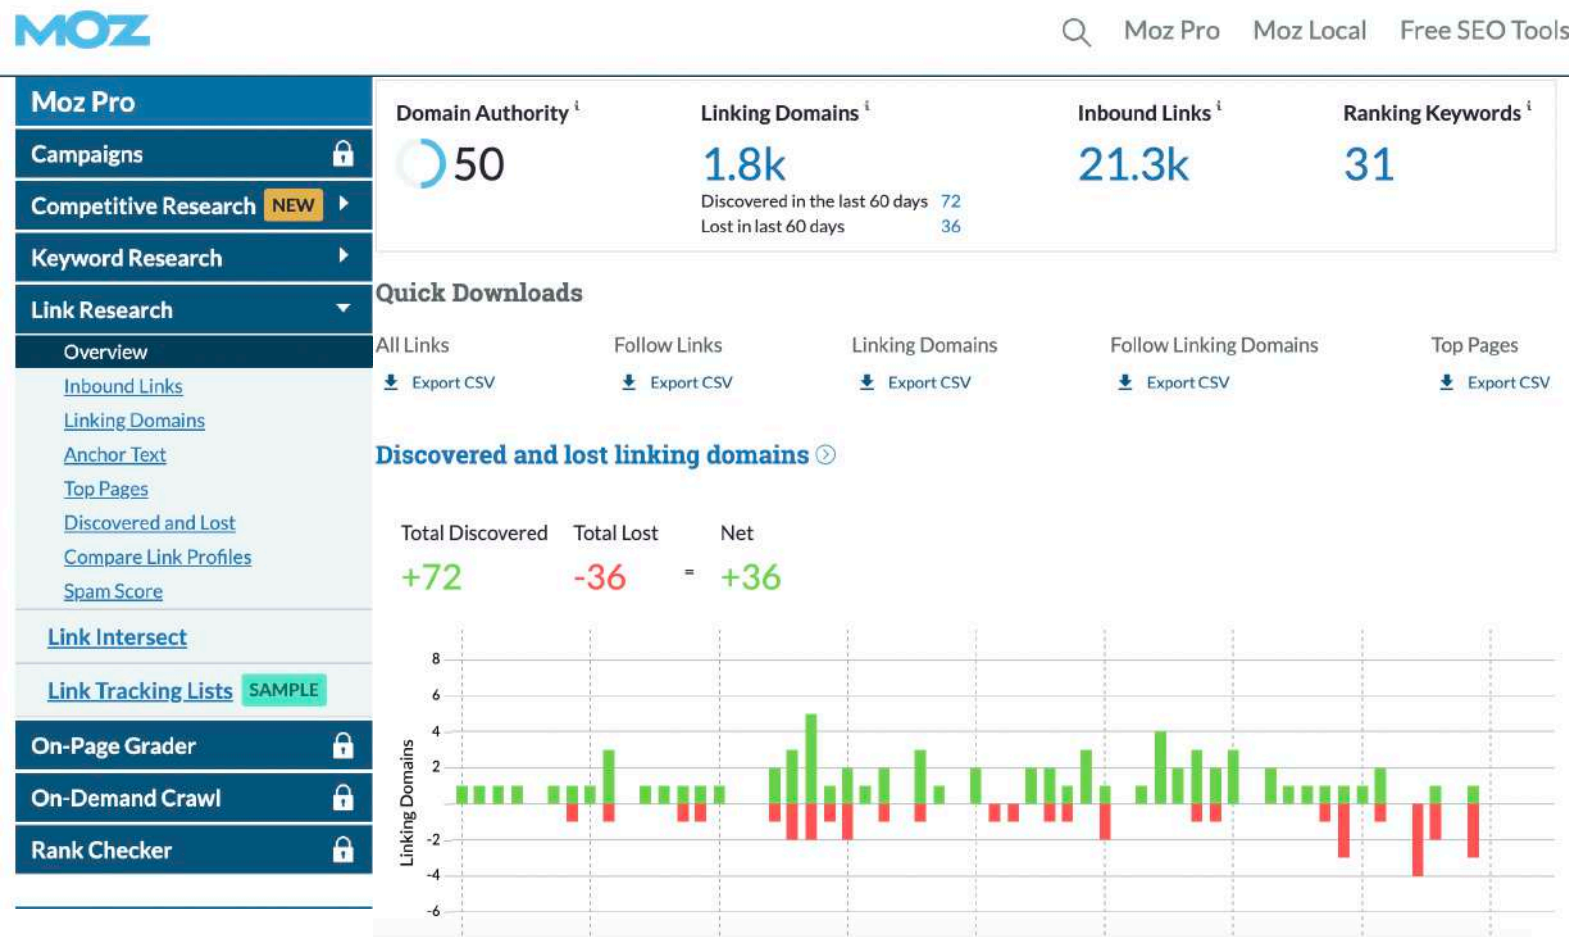 MOZ
Moz Pro Moz Local Free SEO Tools
Moz Pro
Campaigns
Competitive Research NEW
Keyword Research
Link Research
Overview
Inbound Links
Linking Domains
Anchor Text
Top Pages
Discovered and Lost
Compare Link Profiles
Spam Score
Link Intersect
Link Tracking Lists SAMPLE
On-Page Grader
On-Demand Crawl
Rank Checker
Domain Authority i Linking Domains i Inbound Links i Ranking Keywords i
50 1.8k 21.3k 31
Discovered in the last 60 days 72
Lost in last 60 days 36
Quick Downloads
All Links Follow Links Linking Domains Follow Linking Domains Top Pages
Export CSV Export CSV Export CSV Export CSV Export CSV
Discovered and lost linking domains
Total Discovered Total Lost Net
+72 -36 = +36
Linking Domains
8
6
4
2
-2
-4
-6